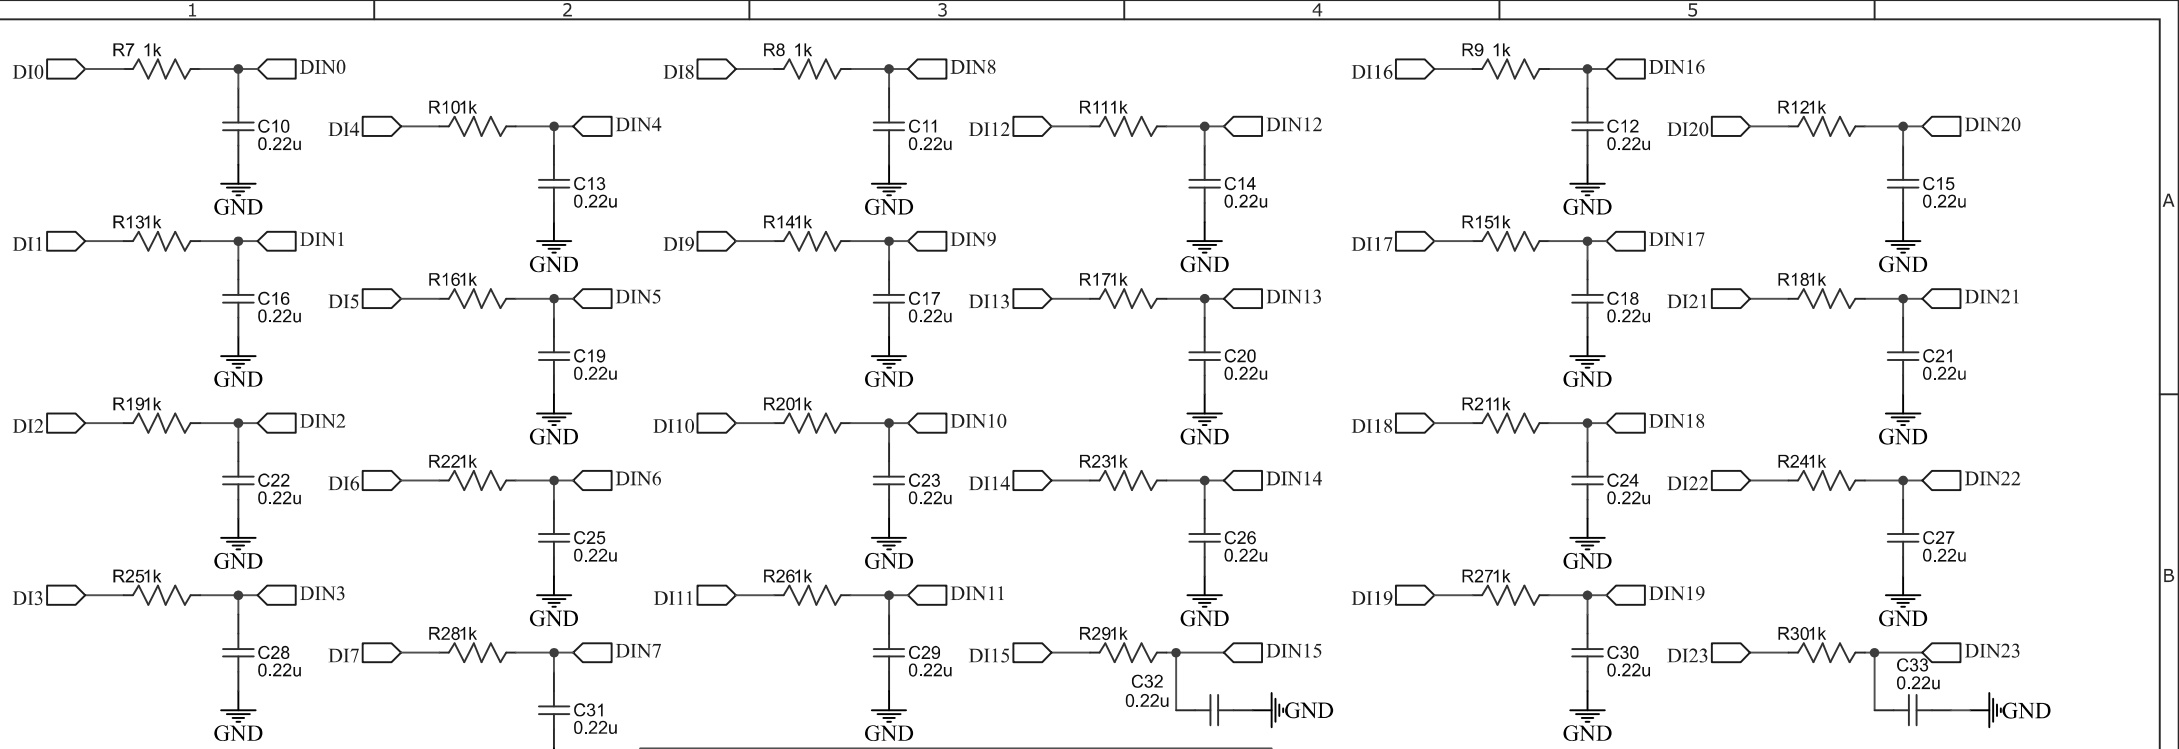 1 2 3 4 5
R7 1k R8 1k R9 1k
DI0 DIN0 DI8 DIN8 DI16 DIN16
R101k R111k R121k
C10 DI4 DIN4 C11 DI12 DIN12 C12 DI20 DIN20
0.22u 0.22u 0.22u
C13 C14 C15
0.22u 0.22u 0.22u
GND GND GND
A
R131k R141k R151k
DI1 DIN1 DI9 DIN9 DI17 DIN17
GND GND GND
R161k R171k R181k
C16 DI5 DIN5 C17 DI13 DIN13 C18 DI21 DIN21
0.22u 0.22u 0.22u
C19 C20 C21
0.22u 0.22u 0.22u
GND GND GND
R191k R201k R211k
DI2 DIN2 DI10 DIN10 DI18 DIN18
GND GND GND
R221k R231k R241k
C22 DI6 DIN6 C23 DI14 DIN14 C24 DI22 DIN22
0.22u 0.22u 0.22u
C25 C26 C27
0.22u 0.22u 0.22u
GND GND GND
B
R251k R261k R271k
DI3 DIN3 DI11 DIN11 DI19 DIN19
GND GND GND
R281k R291k R301k
C28 DI7 DIN7 C29 DI15 DIN15 C30 DI23 DIN23
0.22u 0.22u 0.22u
C32 C33
0.22u 0.22u
C31 GND GND
0.22u
GND GND GND